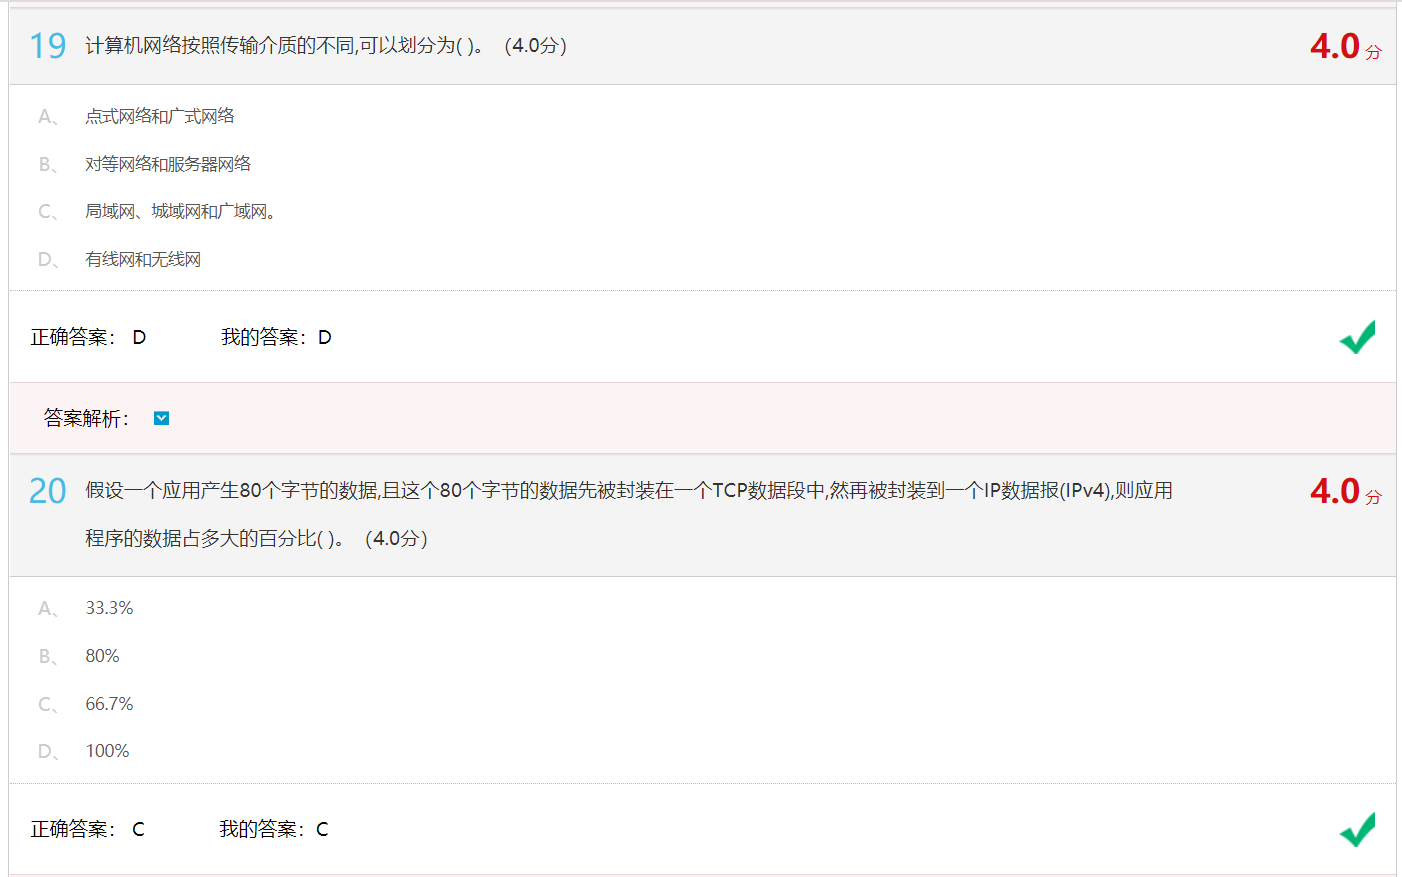 19 计算机网络按照传输介质的不同,可以划分为( )。 (4.0分) 4.0 分
A、 点式网络和广式网络
B、 对等网络和服务器网络
C、 局域网、城域网和广域网。
D、 有线网和无线网
正确答案： D 我的答案：D
答案解析：
20 假设一个应用产生80个字节的数据,且这个80个字节的数据先被封装在一个TCP数据段中,然再被封装到一个IP数据报(IPv4),则应用 4.0 分
程序的数据占多大的百分比( )。 (4.0分)
A、 33.3%
B、 80%
C、 66.7%
D、 100%
正确答案： C 我的答案：C